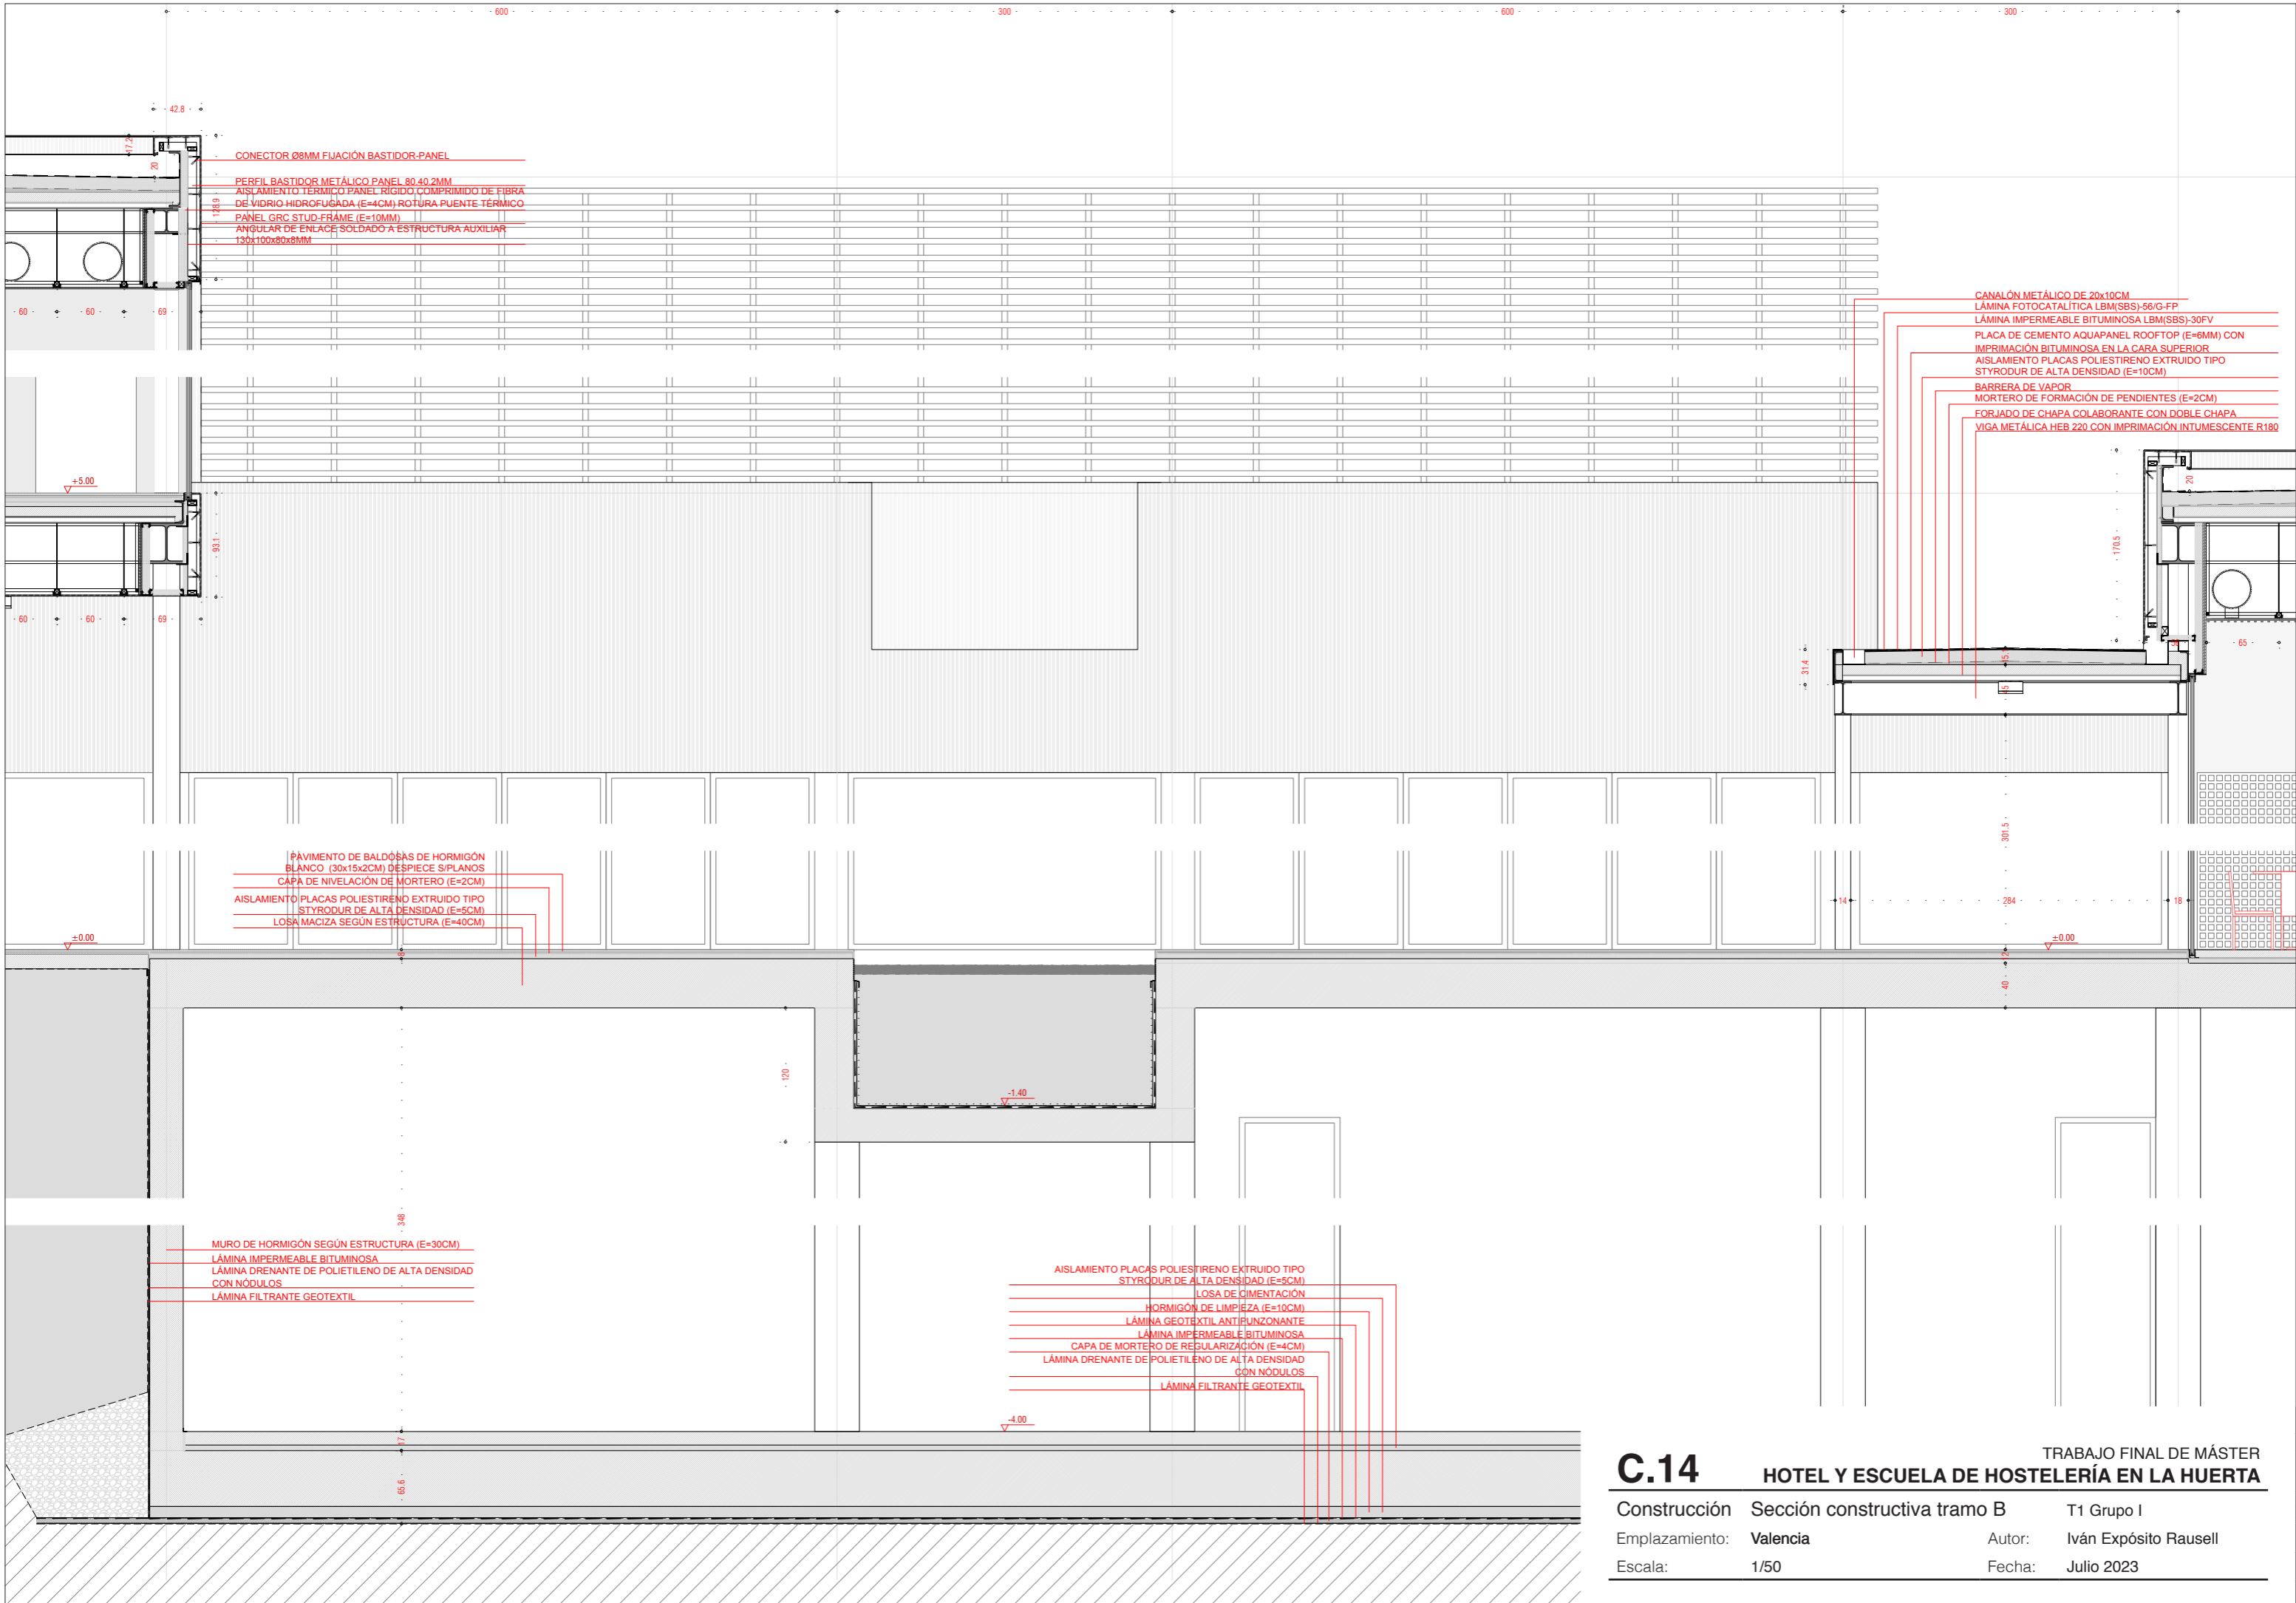 600
300
600
300
42.8
17.2
20
128.9
CONECTOR Ø8MM FIJACIÓN BASTIDOR-PANEL
PERFIL BASTIDOR METÁLICO PANEL 80.40.2MM
AISLAMIENTO TÉRMICO PANEL RÍGIDO COMPRIMIDO DE FIBRA
DE VIDRIO HIDROFUGADA (E=4CM) ROTURA PUENTE TÉRMICO
PANEL GRC STUD-FRAME (E=10MM)
ANGULAR DE ENLACE SOLDADO A ESTRUCTURA AUXILIAR
130x100x80x8MM
60
60
69
CANALÓN METÁLICO DE 20x10CM
LÁMINA FOTOCATALÍTICA LBM(SBS)-56/G-FP
LÁMINA IMPERMEABLE BITUMINOSA LBM(SBS)-30FV
PLACA DE CEMENTO AQUAPANEL ROOFTOP (E=6MM) CON
IMPRIMACIÓN BITUMINOSA EN LA CARA SUPERIOR
AISLAMIENTO PLACAS POLIESTIRENO EXTRUIDO TIPO
STYRODUR DE ALTA DENSIDAD (E=10CM)
BARRERA DE VAPOR
MORTERO DE FORMACIÓN DE PENDIENTES (E=2CM)
FORJADO DE CHAPA COLABORANTE CON DOBLE CHAPA
VIGA METÁLICA HEB 220 CON IMPRIMACIÓN INTUMESCENTE R180
+5.00
93.1
20
170.5
60
60
69
65
31.4
45
301.5
PAVIMENTO DE BALDOSAS DE HORMIGÓN
BLANCO (30x15x2CM) DESPIECE S/PLANOS
CAPA DE NIVELACIÓN DE MORTERO (E=2CM)
AISLAMIENTO PLACAS POLIESTIRENO EXTRUIDO TIPO
STYRODUR DE ALTA DENSIDAD (E=5CM)
LOSA MACIZA SEGÚN ESTRUCTURA (E=40CM)
14
284
18
±0.00
±0.00
8
12
40
120
-1.40
348
MURO DE HORMIGÓN SEGÚN ESTRUCTURA (E=30CM)
LÁMINA IMPERMEABLE BITUMINOSA
LÁMINA DRENANTE DE POLIETILENO DE ALTA DENSIDAD
CON NÓDULOS
LÁMINA FILTRANTE GEOTEXTIL
AISLAMIENTO PLACAS POLIESTIRENO EXTRUIDO TIPO
STYRODUR DE ALTA DENSIDAD (E=5CM)
LOSA DE CIMENTACIÓN
HORMIGÓN DE LIMPIEZA (E=10CM)
LÁMINA GEOTEXTIL ANTIPUNZONANTE
LÁMINA IMPERMEABLE BITUMINOSA
CAPA DE MORTERO DE REGULARIZACIÓN (E=4CM)
LÁMINA DRENANTE DE POLIETILENO DE ALTA DENSIDAD
CON NÓDULOS
LÁMINA FILTRANTE GEOTEXTIL
-4.00
17
65.6
C.14
TRABAJO FINAL DE MÁSTER
HOTEL Y ESCUELA DE HOSTELERÍA EN LA HUERTA
Construcción Sección constructiva tramo B T1 Grupo I
Emplazamiento: Valencia Autor: Iván Expósito Rausell
Escala: 1/50 Fecha: Julio 2023